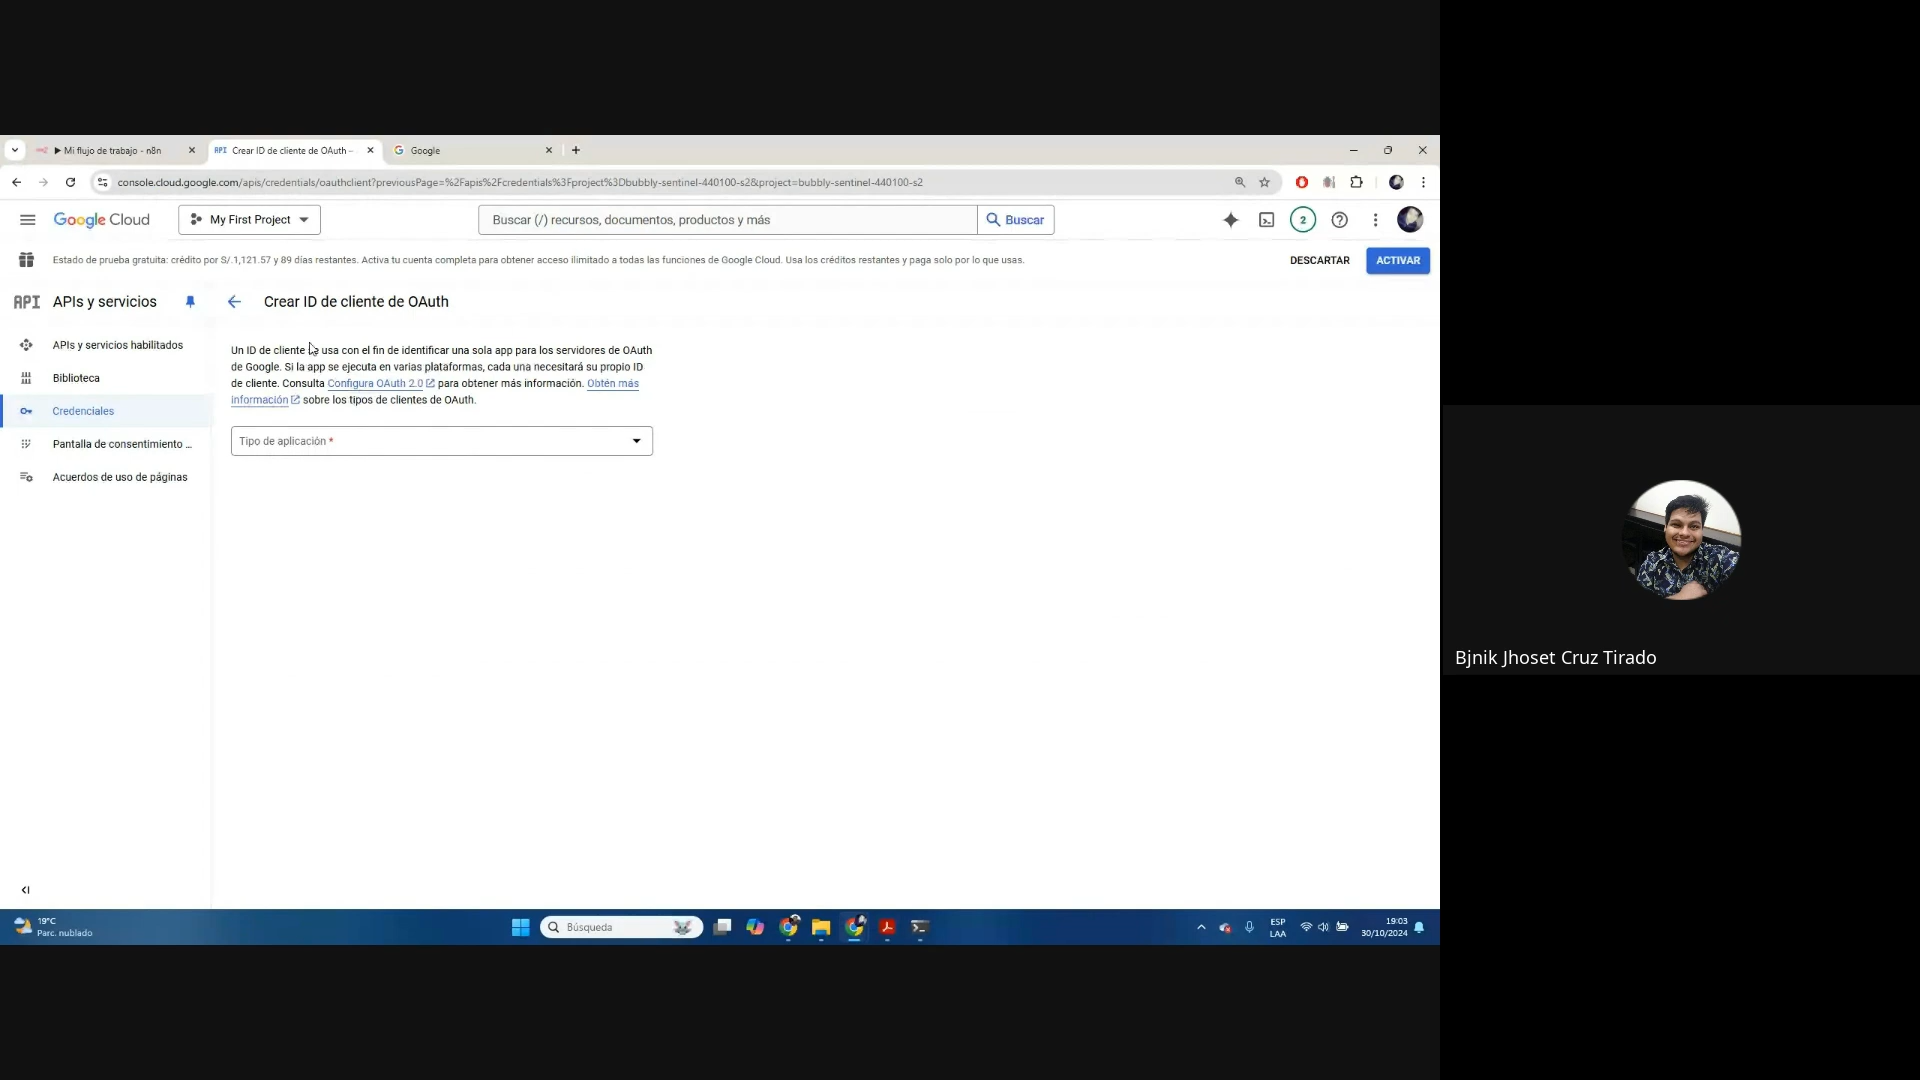 Mi flujo de trabajo - n8n
API Crear ID de cliente de OAuth –
Google
console.cloud.google.com/apis/credentials/oauthclient?previousPage=%2Fapis%2Fcredentials%3Fproject%3Dbubbly-sentinel-440100-s2&project=bubbly-sentinel-440100-s2
Google Cloud
My First Project
Buscar (/) recursos, documentos, productos y más
Buscar
2
Estado de prueba gratuita: crédito por S/.1,121.57 y 89 días restantes. Activa tu cuenta completa para obtener acceso ilimitado a todas las funciones de Google Cloud. Usa los créditos restantes y paga solo por lo que usas.
DESCARTAR
ACTIVAR
API APIs y servicios
Crear ID de cliente de OAuth
APIs y servicios habilitados
Biblioteca
Credenciales
Pantalla de consentimiento ...
Acuerdos de uso de páginas
Un ID de cliente se usa con el fin de identificar una sola app para los servidores de OAuth
de Google. Si la app se ejecuta en varias plataformas, cada una necesitará su propio ID
de cliente. Consulta Configura OAuth 2.0 para obtener más información. Obtén más
información sobre los tipos de clientes de OAuth.
Tipo de aplicación *
Bjnik Jhoset Cruz Tirado
19°C
Parc. nublado
Búsqueda
ESP
LAA
19:03
30/10/2024